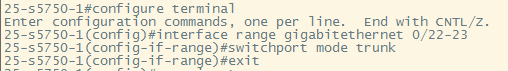 25-s5750-1#configure terminal
Enter configuration commands, one per line.  End with CNTL/Z.
25-s5750-1(config)#interface range gigabitethernet 0/22-23
25-s5750-1(config-if-range)#switchport mode trunk
25-s5750-1(config-if-range)#exit